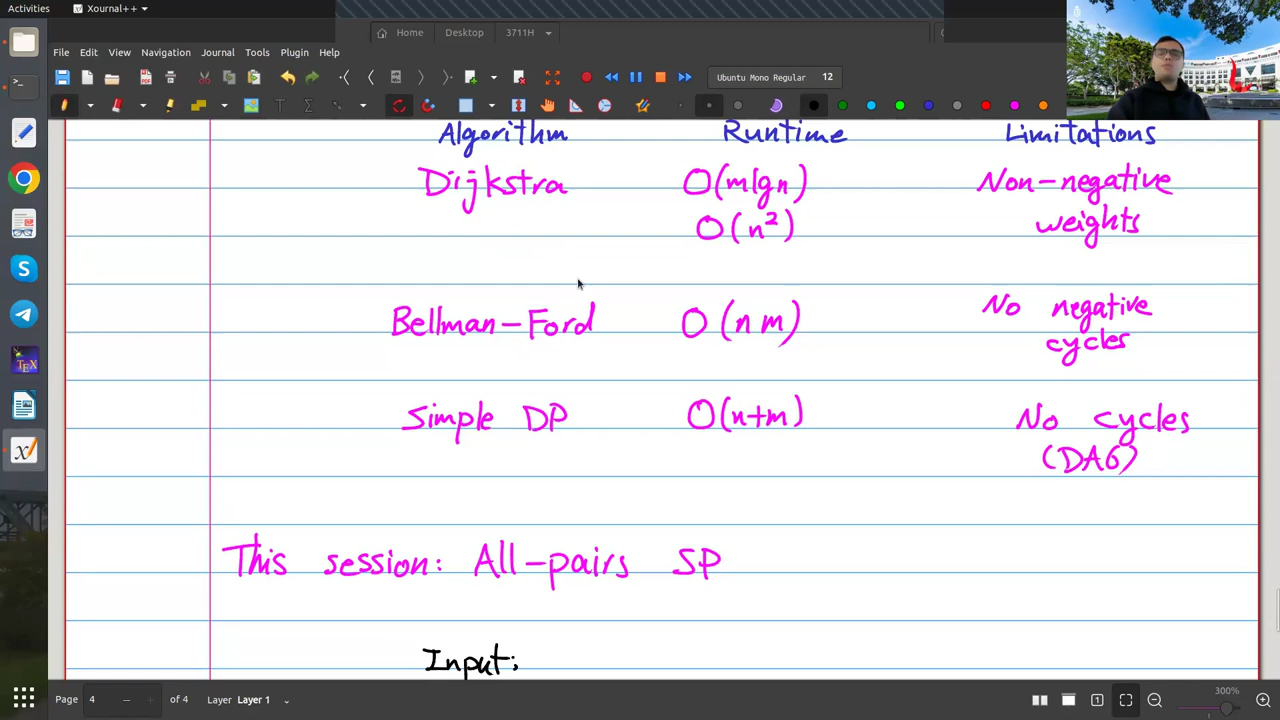 Activities Xournal++
Home Desktop 3711H
File Edit View Navigation Journal Tools Plugin Help
Ubuntu Mono Regular 12
Algorithm Runtime Limitations
Dijkstra O(m lg n) Non-negative
O(n²) weights
Bellman-Ford O(nm) No negative
cycles
Simple DP O(n+m) No cycles
(DAG)
This session: All-pairs SP
Input:
Page 4 of 4 Layer Layer 1 300%